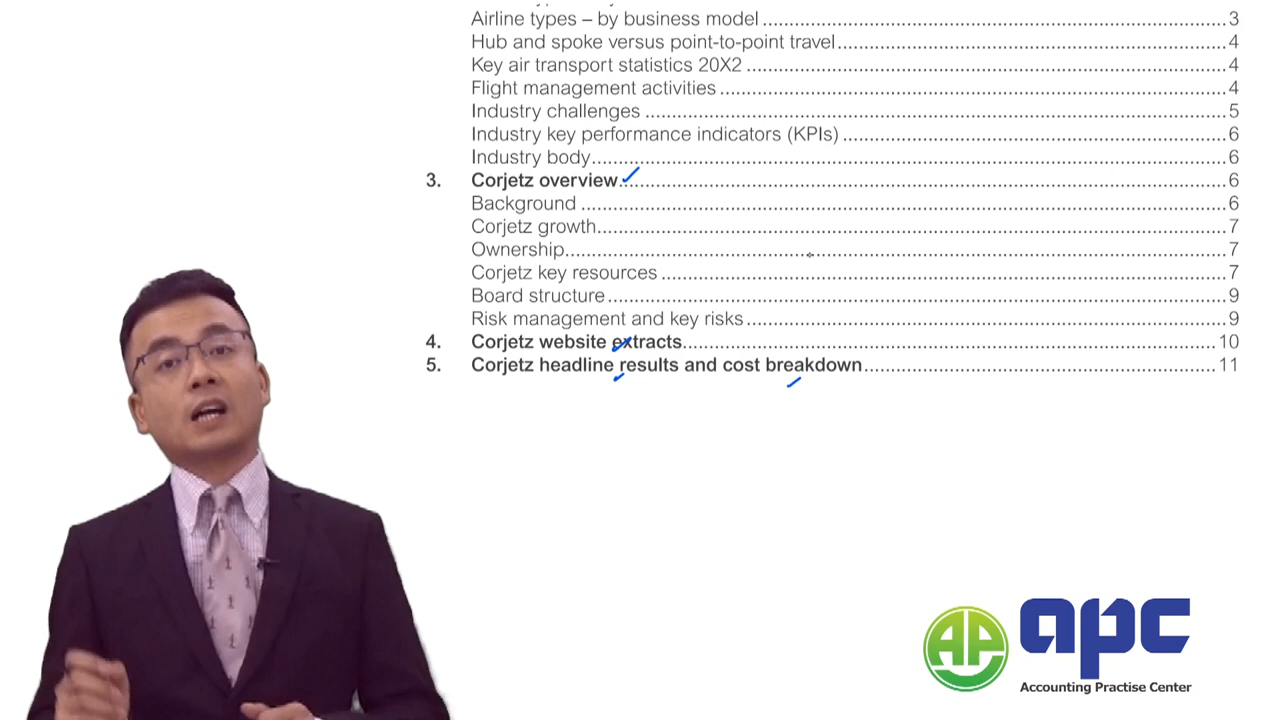 Airline types – by business model 3
Hub and spoke versus point-to-point travel 4
Key air transport statistics 20X2 4
Flight management activities 4
Industry challenges 5
Industry key performance indicators (KPIs) 6
Industry body 6
3. Corjetz overview 6
Background 6
Corjetz growth 7
Ownership 7
Corjetz key resources 7
Board structure 9
Risk management and key risks 9
4. Corjetz website extracts 10
5. Corjetz headline results and cost breakdown 11
AP
apc
Accounting Practise Center